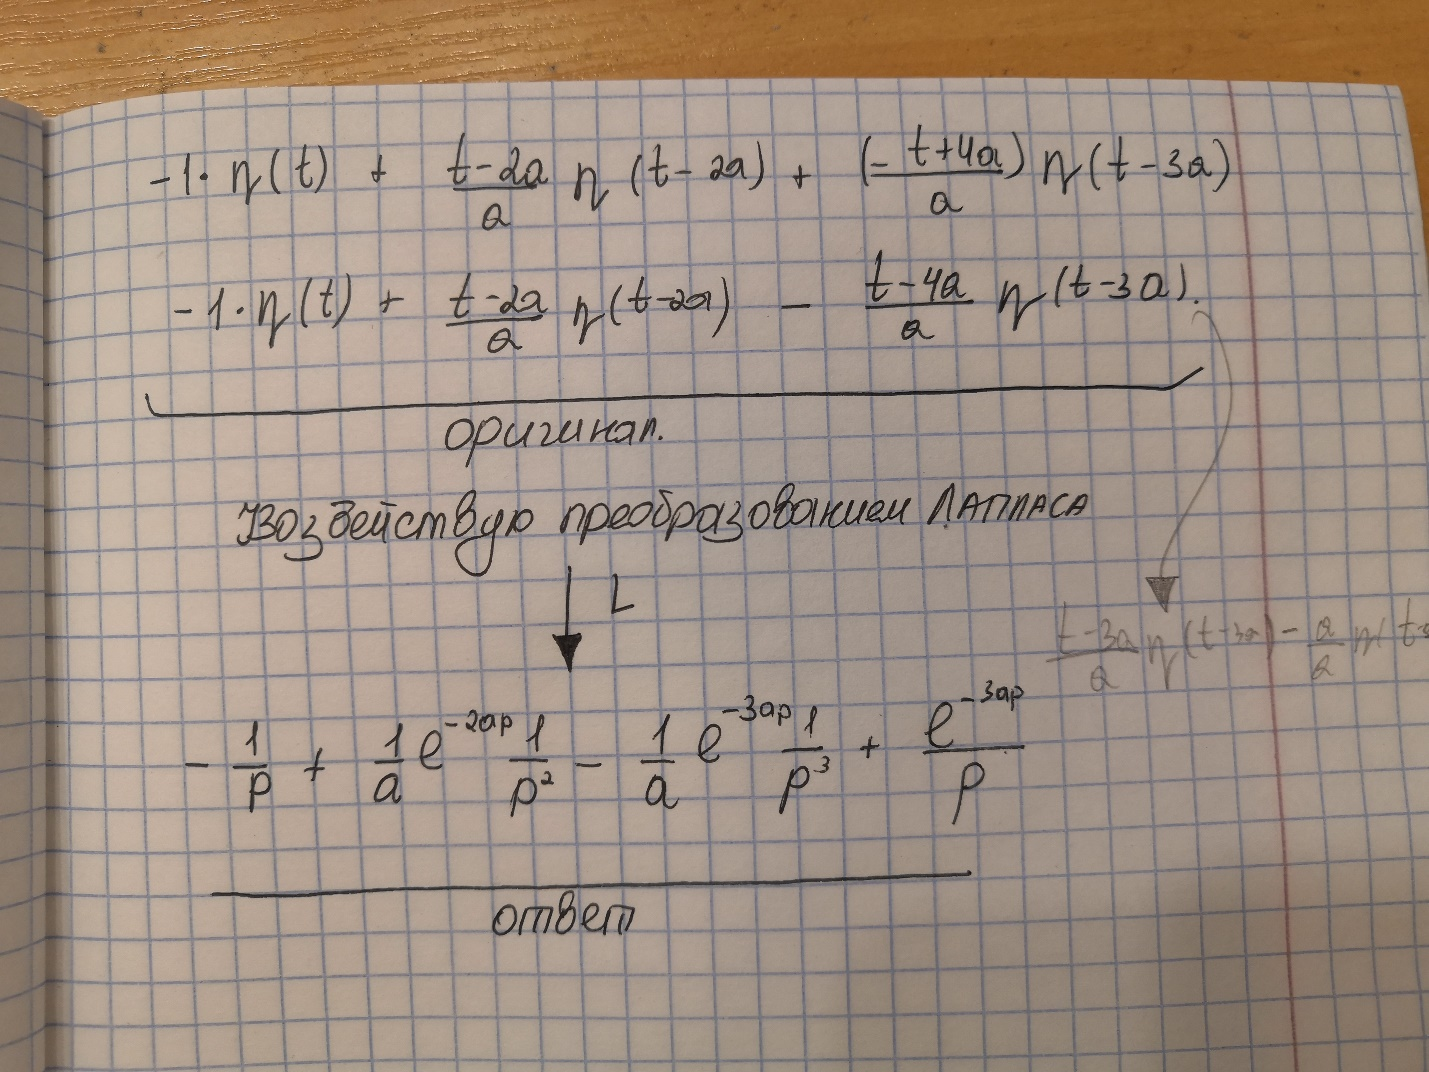 -1·η(t) + (t-2a)/a η(t-2a) + (-t+4a)/a η(t-3a)
-1·η(t) + (t-2a)/a η(t-2a) - (t-4a)/a η(t-3a).
оригинал.
Воздействую преобразованием ЛАПЛАСА
L
(t-3a)/a η(t-3a) - a/a η(t-3
-1/p + 1/a e^(-2ap) 1/p² - 1/a e^(-3ap) 1/p³ + e^(-3ap)/p
ответ